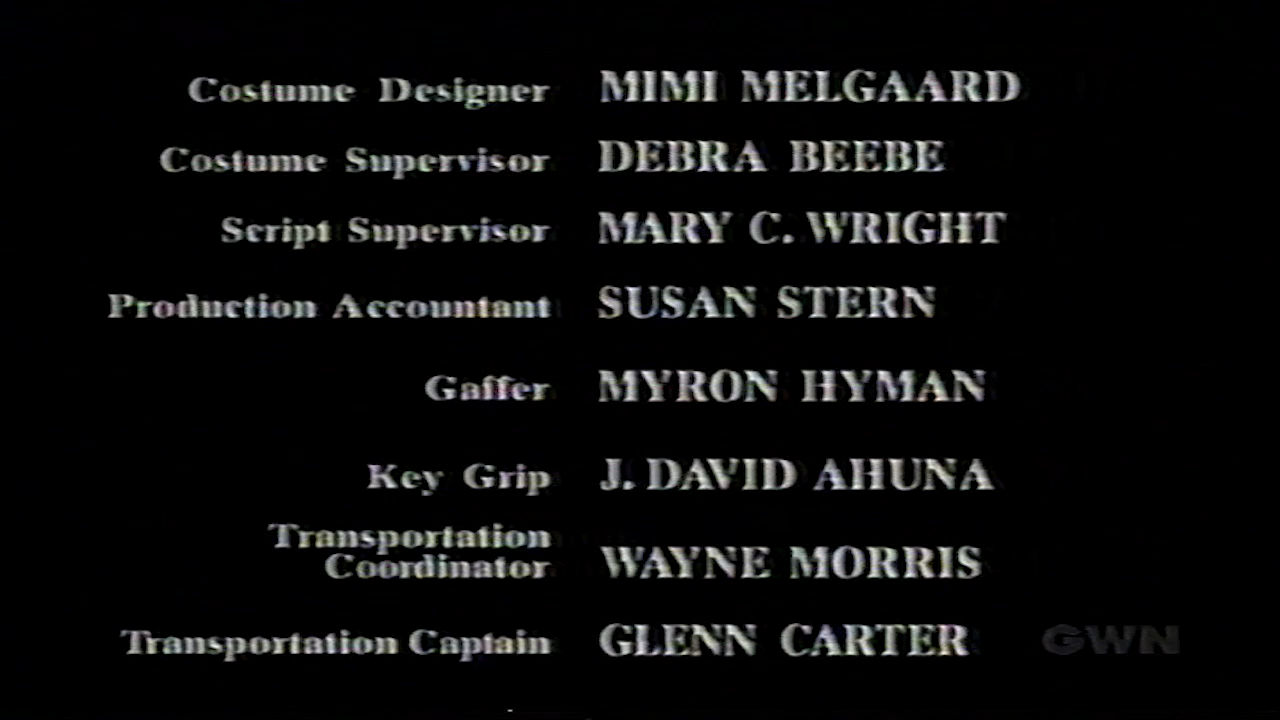 Costume Designer MIMI MELGAARD
Costume Supervisor DEBRA BEEBE
Script Supervisor MARY C. WRIGHT
Production Accountant SUSAN STERN
Gaffer MYRON HYMAN
Key Grip J. DAVID AHUNA
Transportation
Coordinator WAYNE MORRIS
Transportation Captain GLENN CARTER
GWN